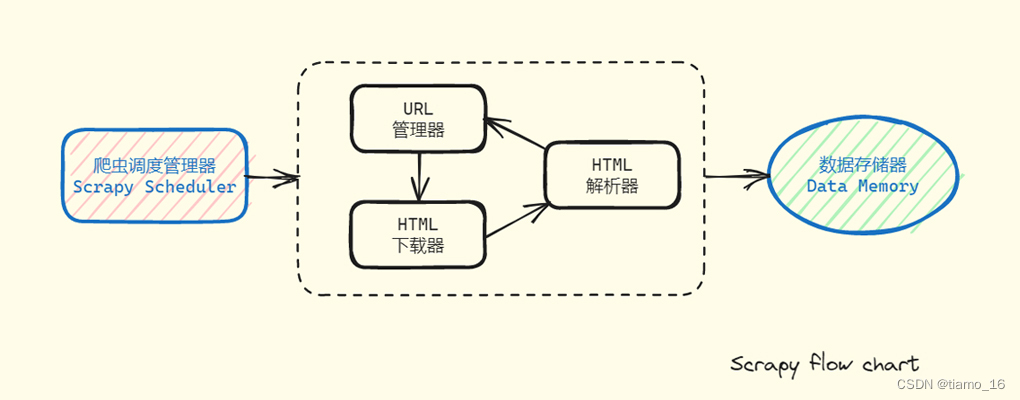 URL
管理器
爬虫调度管理器
Scrapy Scheduler
HTML
解析器
数据存储器
Data Memory
HTML
下载器
Scrapy flow chart
CSDN @tiamo_16